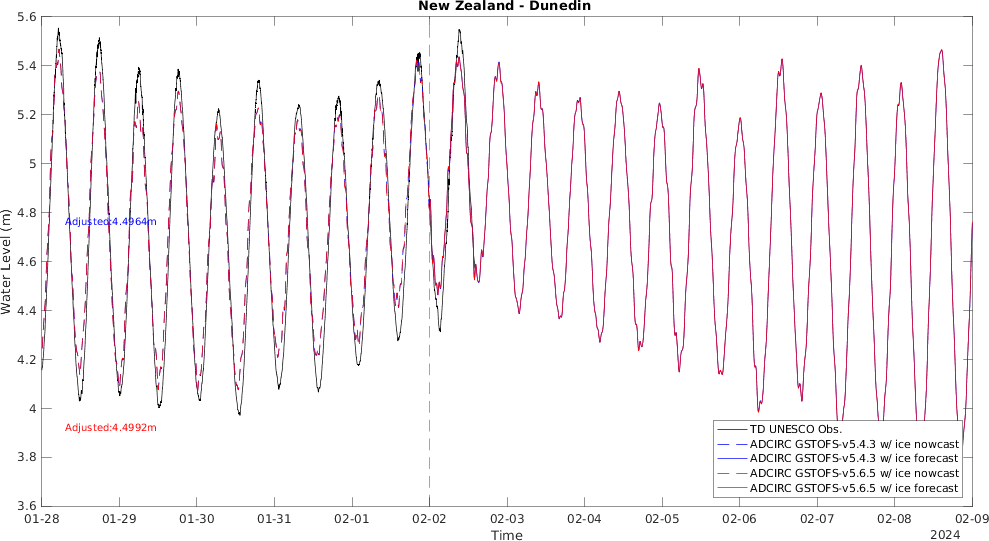 New Zealand - Dunedin
Water Level (m)
5.6
5.4
5.2
5
4.8
4.6
4.4
4.2
4
3.8
3.6
Adjusted:4.4964m
Adjusted:4.4992m
TD UNESCO Obs.
ADCIRC GSTOFS-v5.4.3 w/ ice nowcast
ADCIRC GSTOFS-v5.4.3 w/ ice forecast
ADCIRC GSTOFS-v5.6.5 w/ ice nowcast
ADCIRC GSTOFS-v5.6.5 w/ ice forecast
01-28 01-29 01-30 01-31 02-01 02-02 02-03 02-04 02-05 02-06 02-07 02-08 02-09
Time
2024